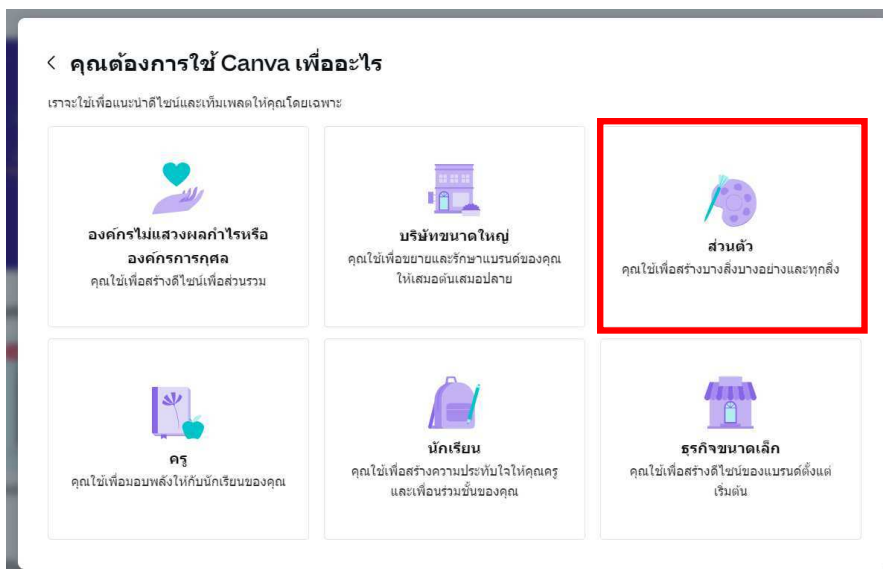 คุณต้องการใช้ Canva เพื่ออะไร
เราจะใช้เพื่อแนะนำดีไซน์และเท็มเพลตให้คุณโดยเฉพาะ
องค์กรไม่แสวงผลกำไรหรือ
องค์กรการกุศล
คุณใช้เพื่อสร้างดีไซน์เพื่อส่วนรวม
บริษัทขนาดใหญ่
คุณใช้เพื่อขยายและรักษาแบรนด์ของคุณ
ให้เสมอต้นเสมอปลาย
ส่วนตัว
คุณใช้เพื่อสร้างบางสิ่งบางอย่างและทุกสิ่ง
ครู
คุณใช้เพื่อมอบพลังให้กับนักเรียนของคุณ
นักเรียน
คุณใช้เพื่อสร้างความประทับใจให้คุณครู
และเพื่อนร่วมชั้นของคุณ
ธุรกิจขนาดเล็ก
คุณใช้เพื่อสร้างดีไซน์ของแบรนด์ตั้งแต่
เริ่มต้น